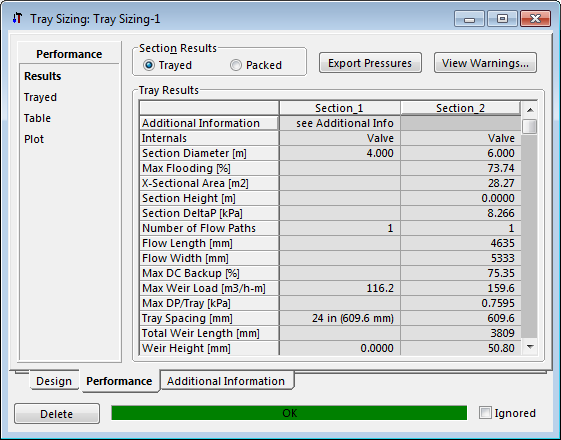 Tray Sizing: Tray Sizing-1
Performance
Results
Trayed
Table
Plot
Section Results
Trayed Packed
Export Pressures View Warnings...
Tray Results
Section_1 Section_2
Additional Information see Additional Info
Internals Valve Valve
Section Diameter [m] 4.000 6.000
Max Flooding [%] 73.74
X-Sectional Area [m2] 28.27
Section Height [m] 0.0000
Section DeltaP [kPa] 8.266
Number of Flow Paths 1 1
Flow Length [mm] 4635
Flow Width [mm] 5333
Max DC Backup [%] 75.35
Max Weir Load [m3/h-m] 116.2 159.6
Max DP/Tray [kPa] 0.7595
Tray Spacing [mm] 24 in (609.6 mm) 609.6
Total Weir Length [mm] 3809
Weir Height [mm] 0.0000 50.80
Design Performance Additional Information
Delete OK Ignored